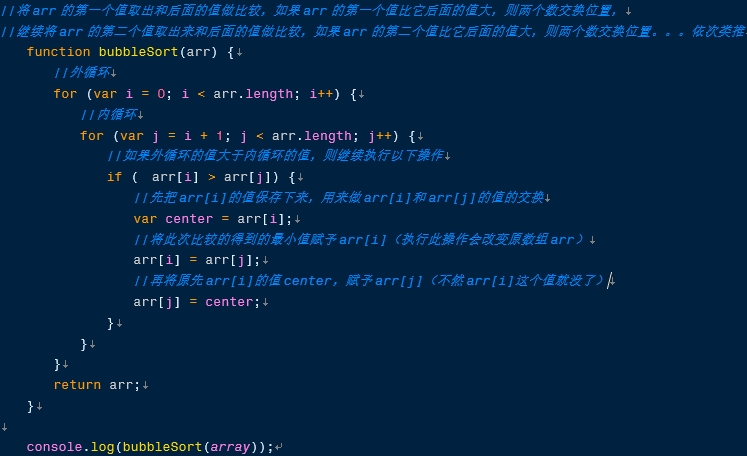 //将 arr 的第一个值取出和后面的值做比较，如果 arr 的第一个值比它后面的值大，则两个数交换位置，↓
//继续将 arr 的第二个值取出来和后面的值做比较，如果 arr 的第二个值比它后面的值大，则两个数交换位置。。。依次类推
function bubbleSort(arr) {↓
//外循环↓
for (var i = 0; i < arr.length; i++) {↓
//内循环↓
for (var j = i + 1; j < arr.length; j++) {↓
//如果外循环的值大于内循环的值，则继续执行以下操作↓
if ( arr[i] > arr[j]) {↓
//先把arr[i]的值保存下来，用来做arr[i]和arr[j]的值的交换↓
var center = arr[i];↓
//将此次比较的得到的最小值赋予arr[i]（执行此操作会改变原数组arr）↓
arr[i] = arr[j];↓
//再将原先arr[i]的值center，赋予arr[j]（不然arr[i]这个值就没了）↓
arr[j] = center;↓
}↓
}↓
}↓
return arr;↓
}↓
↓
console.log(bubbleSort(array));↵